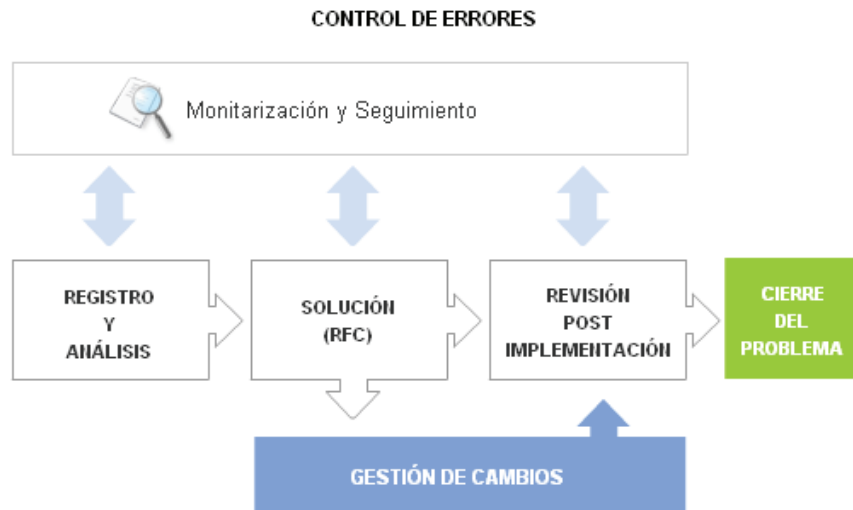 CONTROL DE ERRORES
Monitarización y Seguimiento
REGISTRO
Y
ANÁLISIS
SOLUCIÓN
(RFC)
REVISIÓN
POST
IMPLEMENTACIÓN
CIERRE
DEL
PROBLEMA
GESTIÓN DE CAMBIOS